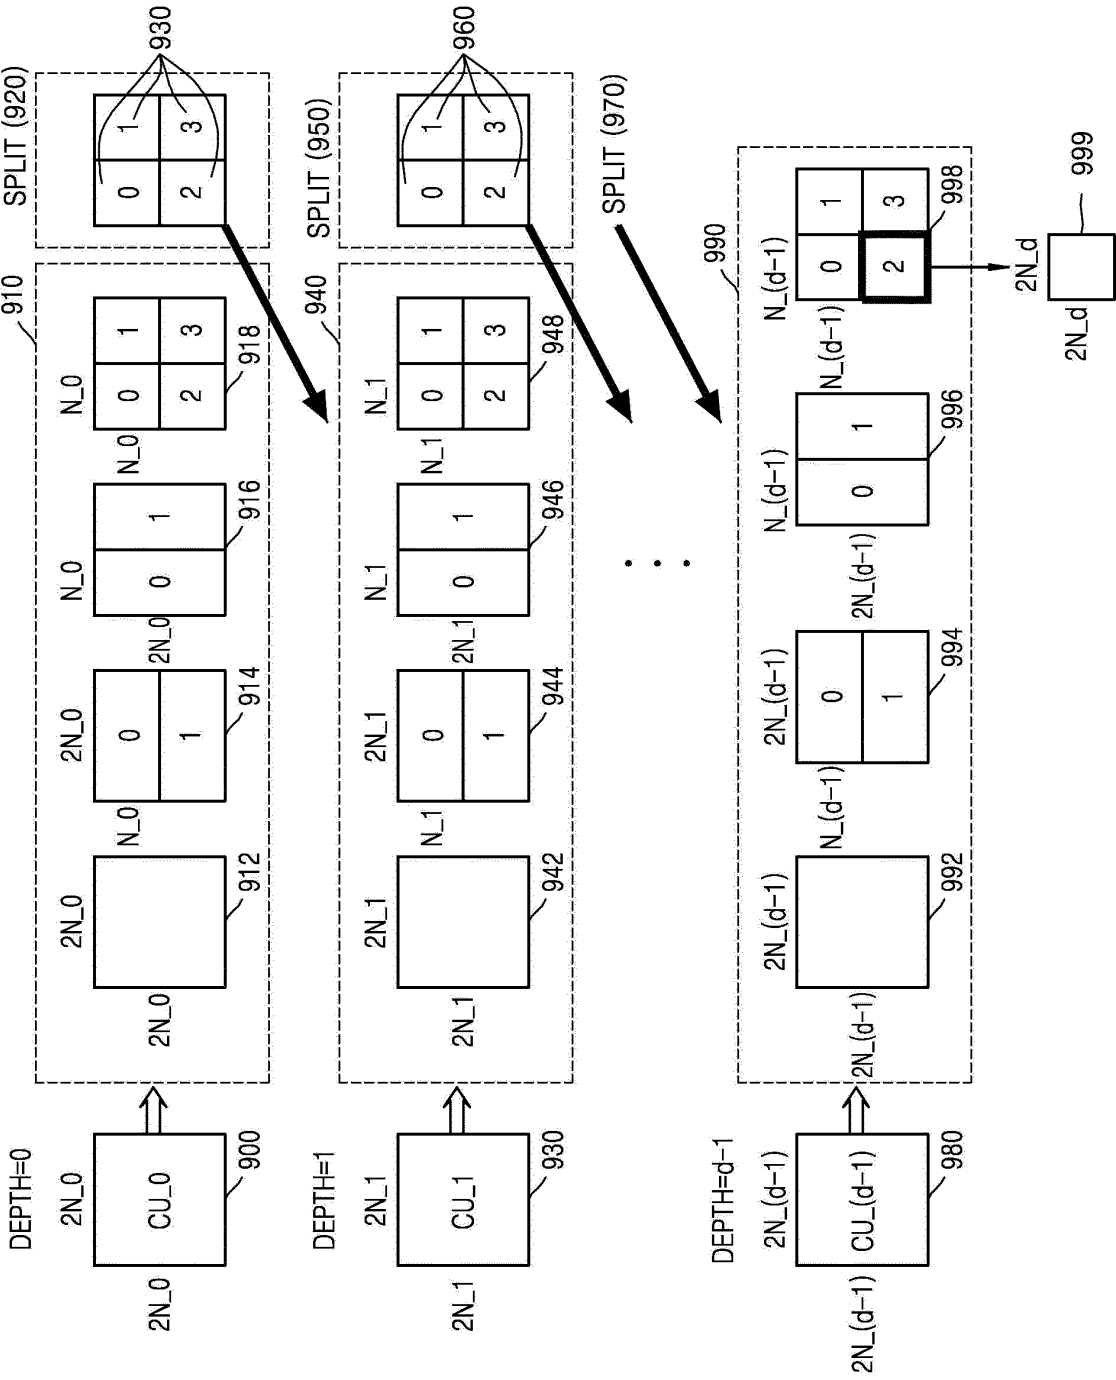 DEPTH=0
2N_0
2N_0
CU_0
900
910
2N_0
2N_0
912
2N_0
N_0
0
1
914
N_0
2N_0
0
1
916
N_0
N_0
0
1
2
3
918
SPLIT (920)
0
1
2
3
930
DEPTH=1
2N_1
2N_1
CU_1
930
940
2N_1
2N_1
942
2N_1
N_1
0
1
944
N_1
2N_1
0
1
946
N_1
N_1
0
1
2
3
948
SPLIT (950)
0
1
2
3
960
SPLIT (970)
DEPTH=d-1
2N_(d-1)
2N_(d-1)
CU_(d-1)
980
990
2N_(d-1)
2N_(d-1)
992
2N_(d-1)
N_(d-1)
0
1
994
N_(d-1)
2N_(d-1)
0
1
996
N_(d-1)
N_(d-1)
0
1
2
3
998
2N_d
2N_d
999